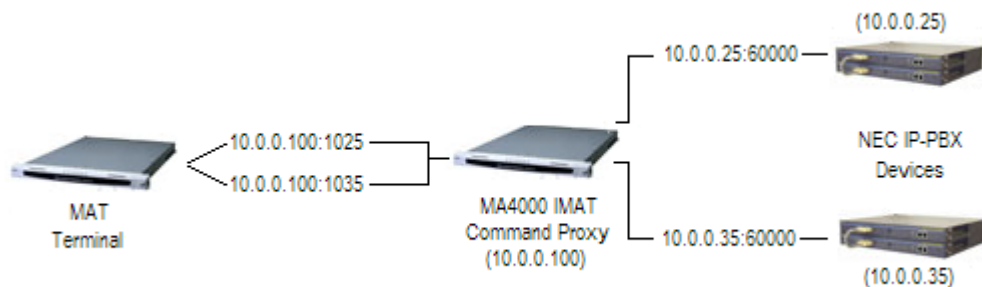 (10.0.0.25)
10.0.0.25:60000
10.0.0.100:1025
10.0.0.100:1035
NEC IP-PBX
Devices
MAT
Terminal
MA4000 IMAT
Command Proxy
(10.0.0.100)
10.0.0.35:60000
(10.0.0.35)